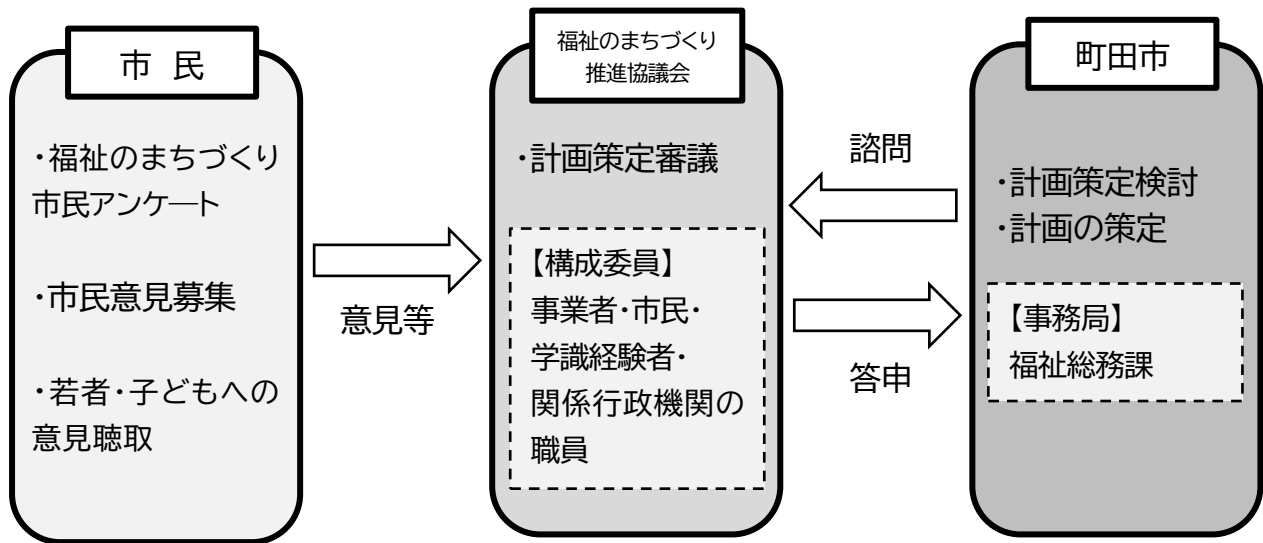 市 民
・福祉のまちづくり
市民アンケート
・市民意見募集
・若者・子どもへの
意見聴取
意見等
福祉のまちづくり
推進協議会
・計画策定審議
【構成委員】
事業者・市民・
学識経験者・
関係行政機関の
職員
諮問
答申
町田市
・計画策定検討
・計画の策定
【事務局】
福祉総務課